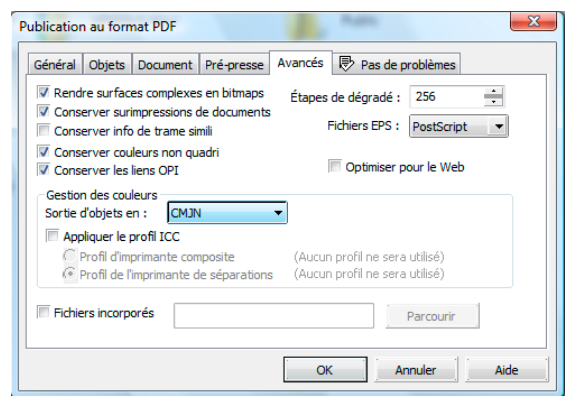 Public
Publication au format PDF
Général Objets Document Pré-presse Avancés Pas de problèmes
Rendre surfaces complexes en bitmaps
Étapes de dégradé : 256
Conserver surimpressions de documents
Conserver info de trame simili
Fichiers EPS : PostScript
Conserver couleurs non quadri
Conserver les liens OPI
Optimiser pour le Web
Gestion des couleurs
Sortie d'objets en : CMJN
Appliquer le profil ICC
Profil d'imprimante composite (Aucun profil ne sera utilisé)
Profil de l'imprimante de séparations (Aucun profil ne sera utilisé)
Fichiers incorporés Parcourir
OK Annuler Aide